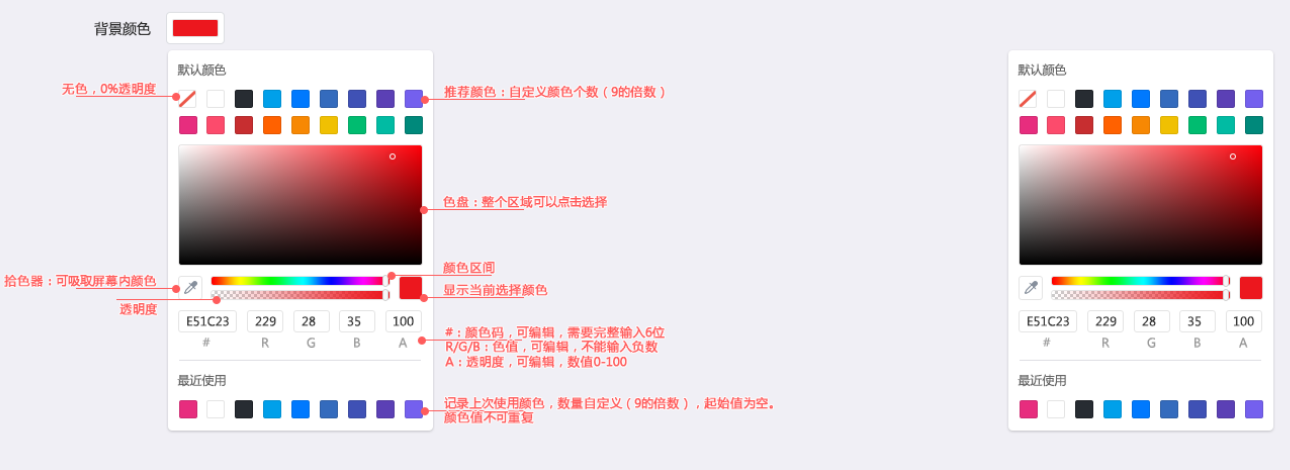 背景颜色
默认颜色
无色，0%透明度
推荐颜色：自定义颜色个数（9的倍数）
色盘：整个区域可以点击选择
拾色器：可吸取屏幕内颜色
颜色区间
显示当前选择颜色
透明度
E51C23 229 28 35 100
# R G B A
#：颜色码，可编辑，需要完整输入6位
R/G/B：色值，可编辑，不能输入负数
A：透明度，可编辑，数值0-100
最近使用
记录上次使用颜色，数量自定义（9的倍数），起始值为空。
颜色值不可重复
默认颜色
E51C23 229 28 35 100
# R G B A
最近使用